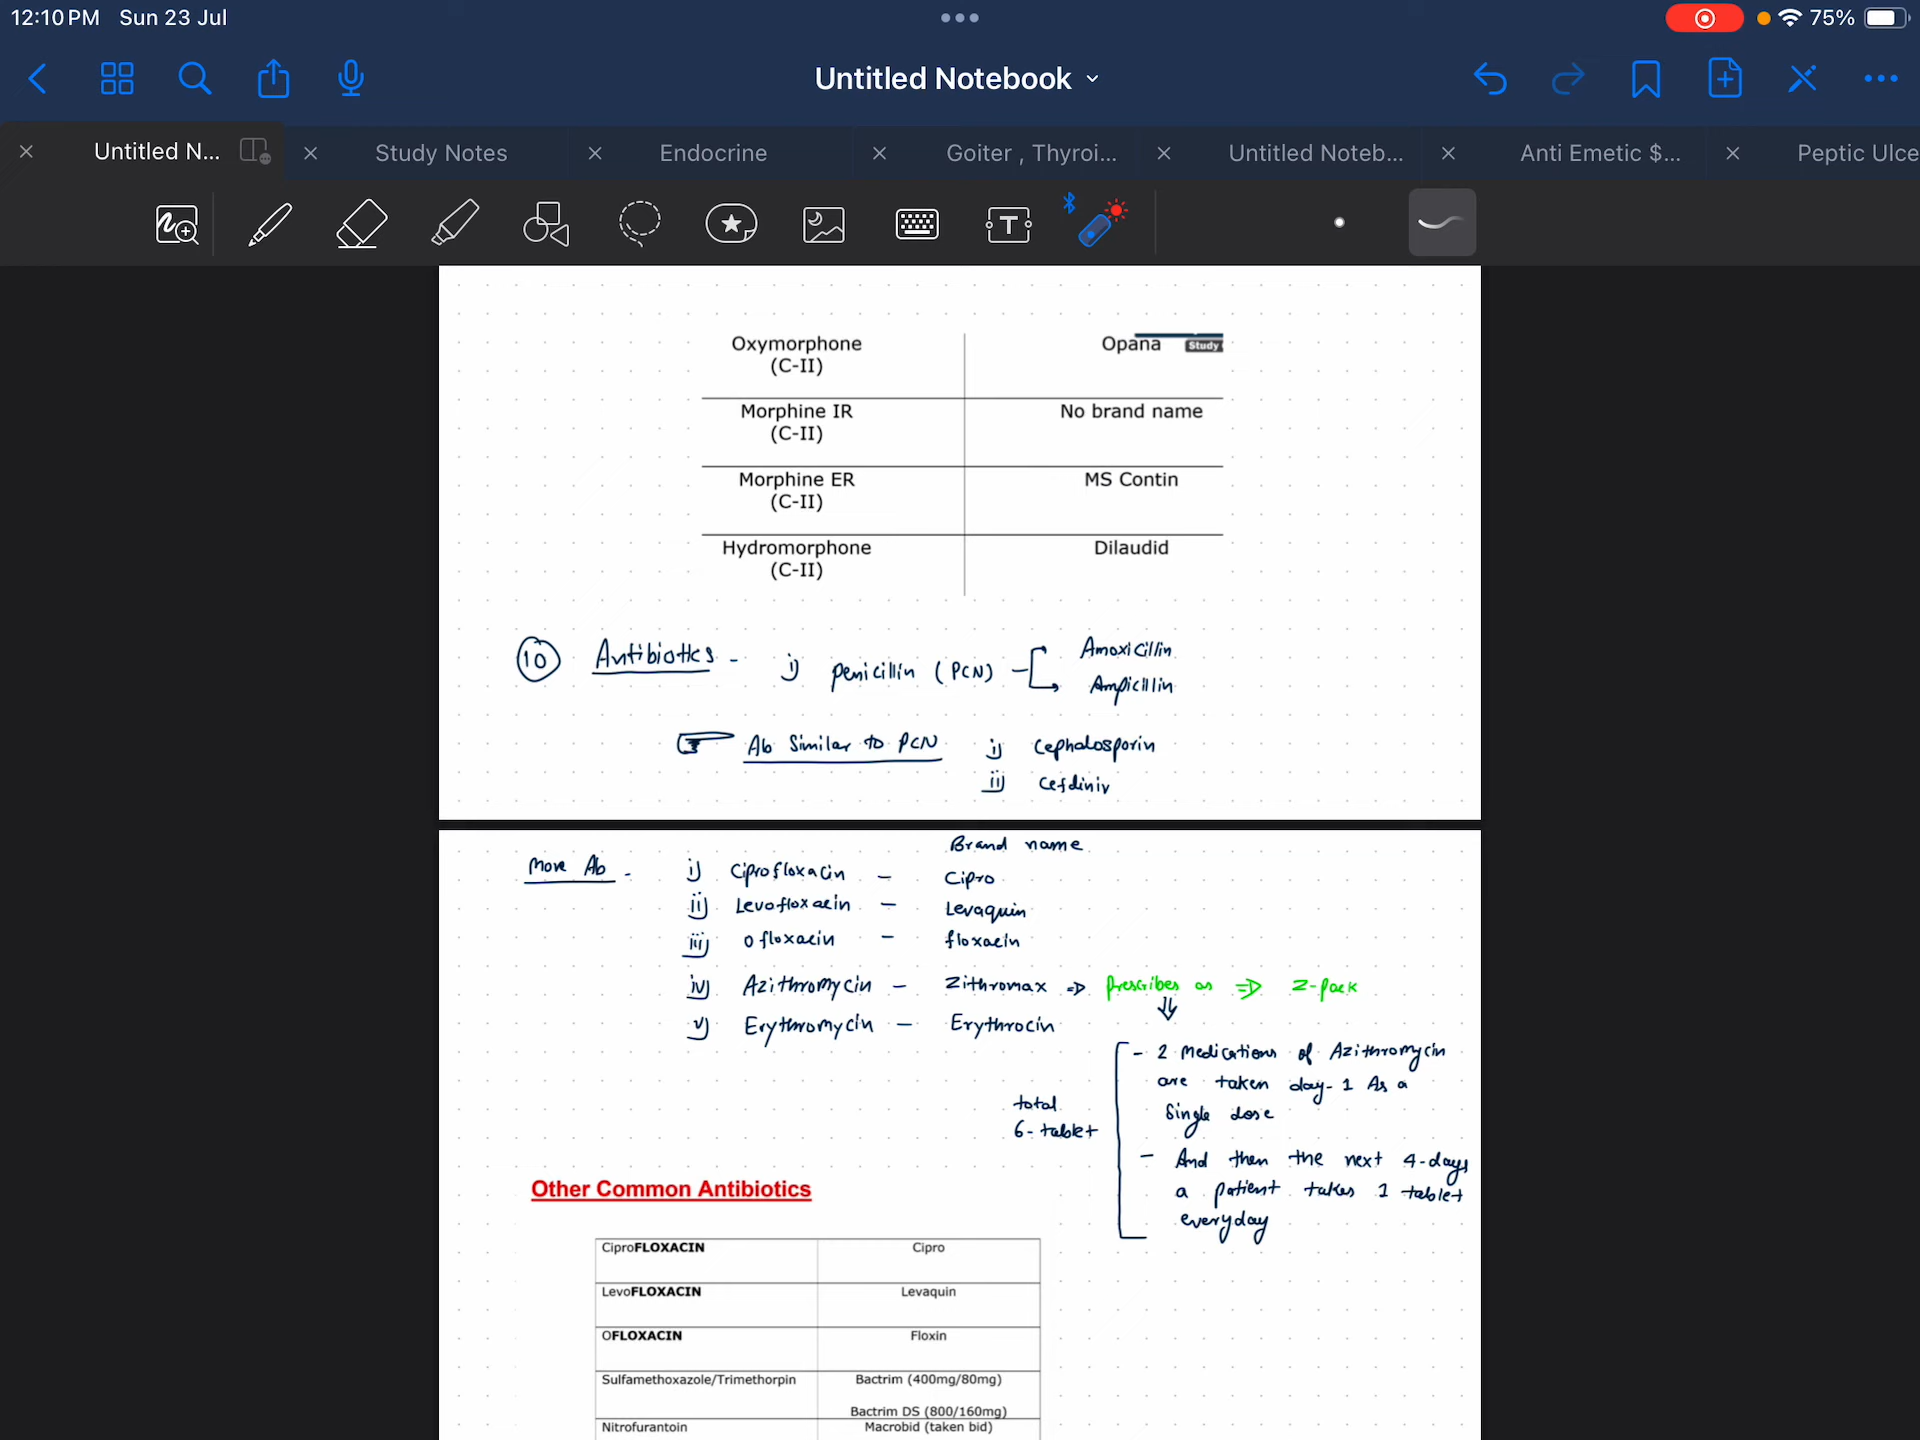 12:10 PM Sun 23 Jul
75%
Untitled Notebook
Untitled N...
Study Notes
Endocrine
Goiter , Thyroi...
Untitled Noteb...
Anti Emetic $...
Peptic Ulce
T
Oxymorphone
(C-II)
Opana
Study
Morphine IR
(C-II)
No brand name
Morphine ER
(C-II)
MS Contin
Hydromorphone
(C-II)
Dilaudid
10 Antibiotics - i) Penicillin (PCN) - Amoxicillin
Ampicillin
Ab Similar to PCN i) Cephalosporin
ii) Cefdinir
Brand name
More Ab - i) Ciprofloxacin - Cipro
ii) Levofloxacin - Levaquin
iii) ofloxacin - floxacin
iv) Azithromycin - Zithromax ⇒ Prescribes as ⇒ Z-pack
v) Erythromycin - Erythrocin
- 2 Medications of Azithromycin
are taken day-1 As a
Single dose
total
6-tablet
- And then the next 4-days
a patient takes 1 tablet
everyday
Other Common Antibiotics
CiproFLOXACIN Cipro
LevoFLOXACIN Levaquin
OFLOXACIN Floxin
Sulfamethoxazole/Trimethorpin Bactrim (400mg/80mg)
Bactrim DS (800/160mg)
Nitrofurantoin Macrobid (taken bid)